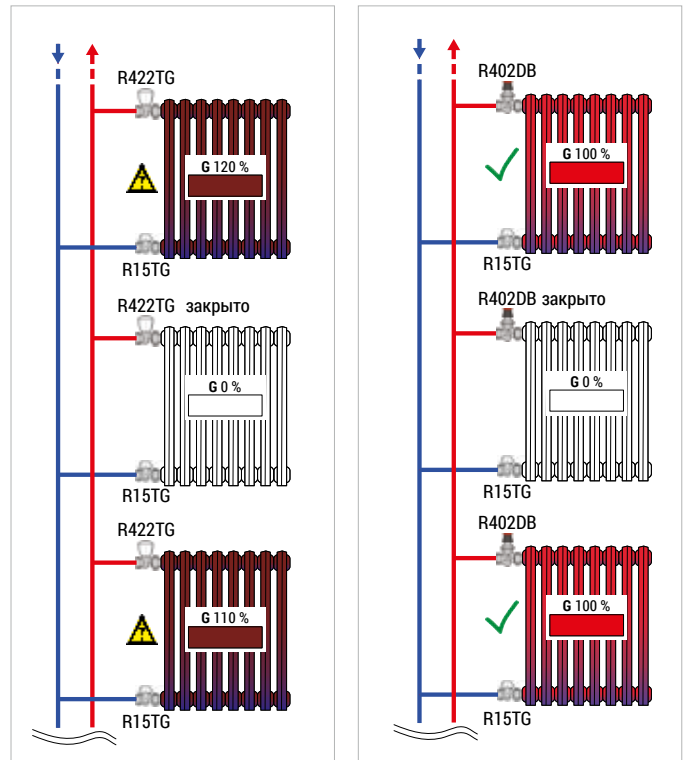 R422TG
G 120 %
R15TG
R422TG закрыто
G 0 %
R15TG
R422TG
G 110 %
R15TG
R402DB
G 100 %
R15TG
R402DB закрыто
G 0 %
R15TG
R402DB
G 100 %
R15TG